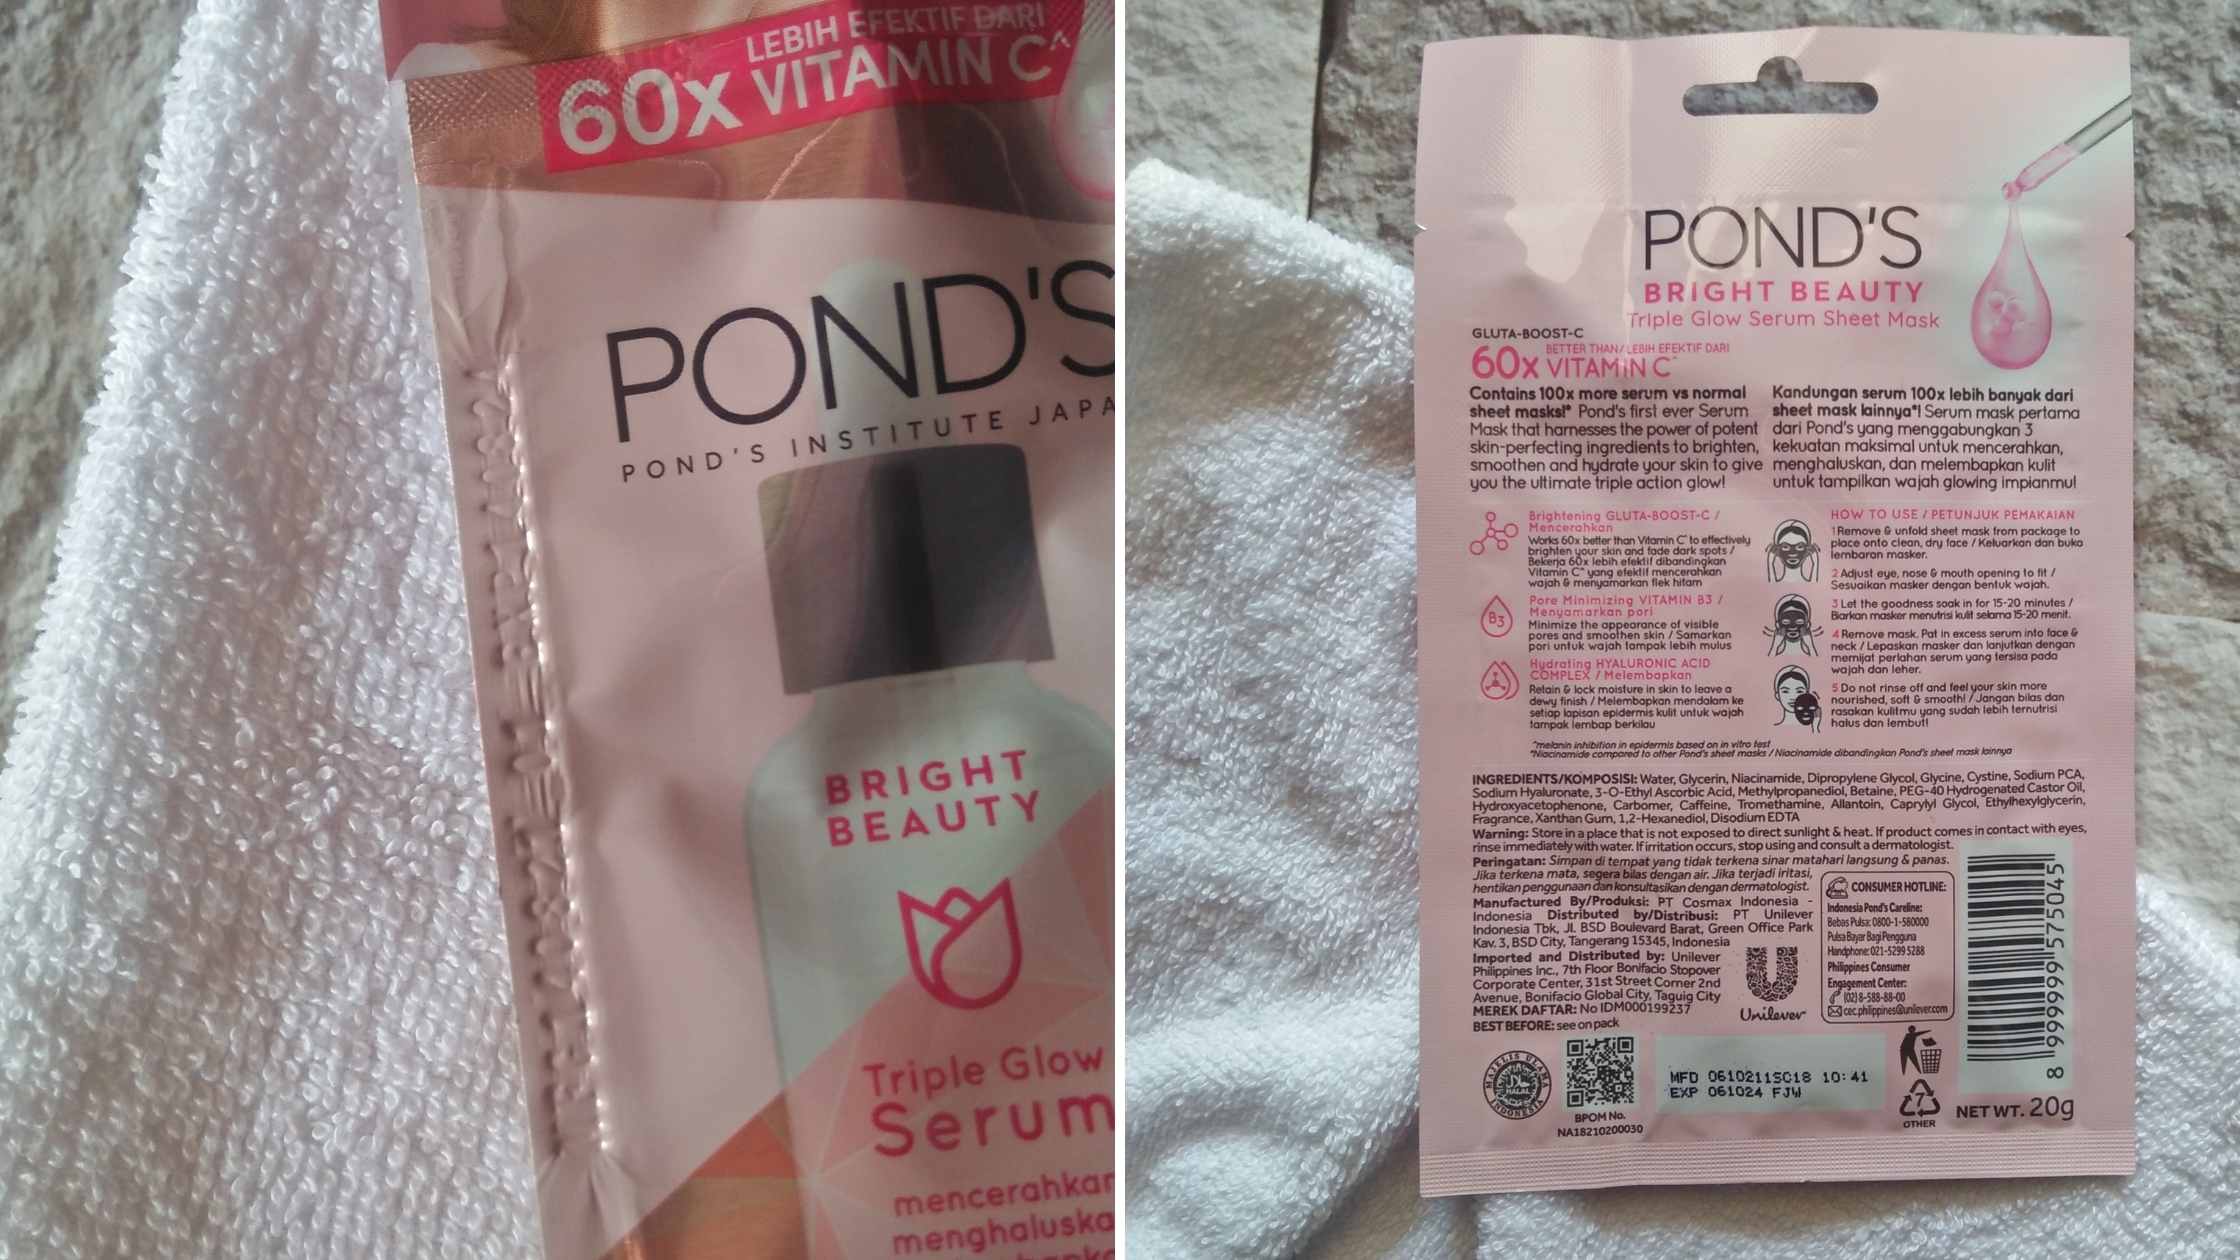 LEBIH EFEKTIF DARI
60x VITAMIN C^
POND'S
POND'S INSTITUTE JAPA
BRIGHT
BEAUTY
Triple Glow
Serum
mencerahkan
menghaluska
POND'S
BRIGHT BEAUTY
Triple Glow Serum Sheet Mask
GLUTA-BOOST-C
60x BETTER THAN/LEBIH EFEKTIF DARI
VITAMIN C^
Contains 100x more serum vs normal
sheet masks!* Pond's first ever Serum
Mask that harnesses the power of potent
skin-perfecting ingredients to brighten,
smoothen and hydrate your skin to give
you the ultimate triple action glow!
Kandungan serum 100x lebih banyak dari
sheet mask lainnya*! Serum mask pertama
dari Pond's yang menggabungkan 3
kekuatan maksimal untuk mencerahkan,
menghaluskan, dan melembapkan kulit
untuk tampilkan wajah glowing impianmu!
Brightening GLUTA-BOOST-C /
Mencerahkan
Works 60x better than Vitamin C^ to effectively
brighten your skin and fade dark spots /
Bekerja 60x lebih efektif dibandingkan
Vitamin C^ yang efektif mencerahkan
wajah & menyamarkan flek hitam
B3
Pore Minimizing VITAMIN B3 /
Menyamarkan pori
Minimize the appearance of visible
pores and smoothen skin / Samarkan
pori untuk wajah tampak lebih mulus
Hydrating HYALURONIC ACID
COMPLEX / Melembapkan
Retain & lock moisture in skin to leave a
dewy finish / Melembapkan mendalam ke
setiap lapisan epidermis kulit untuk wajah
tampak lembap berkilau
HOW TO USE / PETUNJUK PEMAKAIAN
1 Remove & unfold sheet mask from package to
place onto clean, dry face / Keluarkan dan buka
lembaran masker.
2 Adjust eye, nose & mouth opening to fit /
Sesuaikan masker dengan bentuk wajah.
3 Let the goodness soak in for 15-20 minutes /
Biarkan masker menutrisi kulit selama 15-20 menit.
4 Remove mask. Pat in excess serum into face &
neck / Lepaskan masker dan lanjutkan dengan
memijat perlahan serum yang tersisa pada
wajah dan leher.
5 Do not rinse off and feel your skin more
nourished, soft & smooth! / Jangan bilas dan
rasakan kulitmu yang sudah lebih ternutrisi
halus dan lembut!
^melanin inhibition in epidermis based on in vitro test
*Niacinamide compared to other Pond's sheet masks / Niacinamide dibandingkan Pond's sheet mask lainnya
INGREDIENTS/KOMPOSISI: Water, Glycerin, Niacinamide, Dipropylene Glycol, Glycine, Cystine, Sodium PCA,
Sodium Hyaluronate, 3-O-Ethyl Ascorbic Acid, Methylpropanediol, Betaine, PEG-40 Hydrogenated Castor Oil,
Hydroxyacetophenone, Carbomer, Caffeine, Tromethamine, Allantoin, Caprylyl Glycol, Ethylhexylglycerin,
Fragrance, Xanthan Gum, 1,2-Hexanediol, Disodium EDTA
Warning: Store in a place that is not exposed to direct sunlight & heat. If product comes in contact with eyes,
rinse immediately with water. If irritation occurs, stop using and consult a dermatologist.
Peringatan: Simpan di tempat yang tidak terkena sinar matahari langsung & panas.
Jika terkena mata, segera bilas dengan air. Jika terjadi iritasi,
hentikan penggunaan dan konsultasikan dengan dermatologist.
Manufactured By/Produksi: PT Cosmax Indonesia -
Indonesia Distributed by/Distribusi: PT Unilever
Indonesia Tbk, Jl. BSD Boulevard Barat, Green Office Park
Kav. 3, BSD City, Tangerang 15345, Indonesia
Imported and Distributed by: Unilever
Philippines Inc., 7th Floor Bonifacio Stopover
Corporate Center, 31st Street Corner 2nd
Avenue, Bonifacio Global City, Taguig City
MEREK DAFTAR: No IDM000199237
BEST BEFORE: see on pack
CONSUMER HOTLINE:
Indonesia Pond's Careline:
Bebas Pulsa: 0800-1-580000
Pulsa Bayar Bagi Pengguna
Handphone: 021-5299 5288
Philippines Consumer
Engagement Center:
(02) 8-588-88-00
cec.philippines@unilever.com
Unilever
8 999999 575045
MAJELIS ULAMA INDONESIA
HALAL
BPOM No.
NA18210200030
MFD 06102115C18 10:41
EXP 061024 FJW
7
OTHER
NET WT. 20g